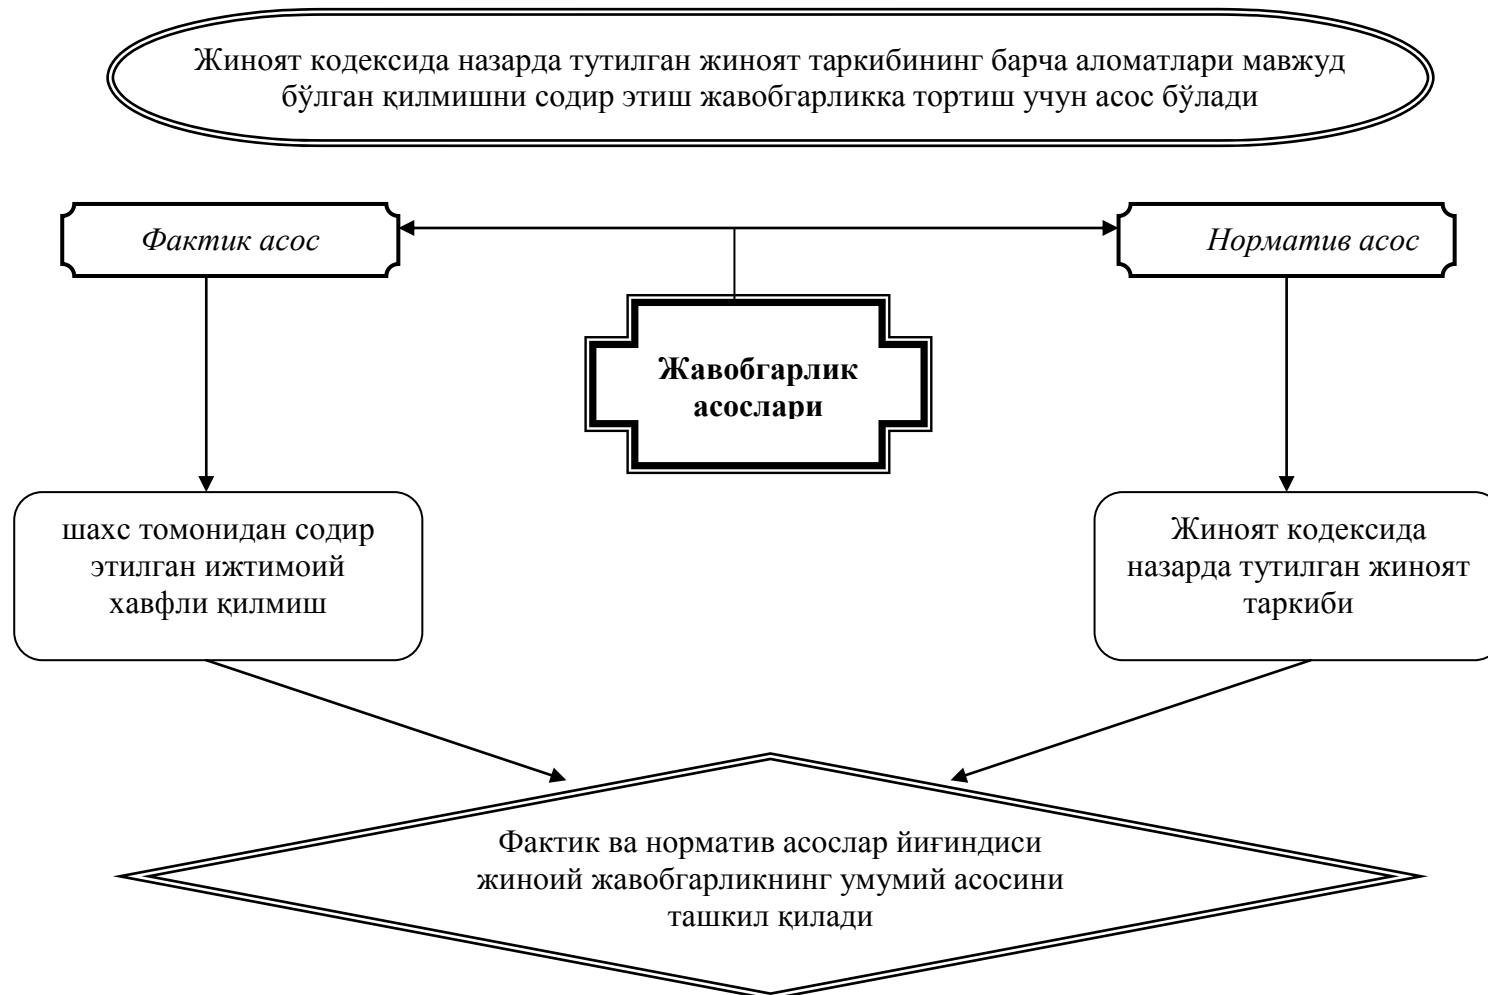 Жиноят кодексида назарда тутилган жиноят таркибининг барча аломатлари мавжуд
бўлган қилмишни содир этиш жавобгарликка тортиш учун асос бўлади
Фактик асос
Норматив асос
Жавобгарлик
асослари
шахс томонидан содир
этилган ижтимоий
хавфли қилмиш
Жиноят кодексида
назарда тутилган жиноят
таркиби
Фактик ва норматив асослар йиғиндиси
жиноий жавобгарликнинг умумий асосини
ташкил қилади